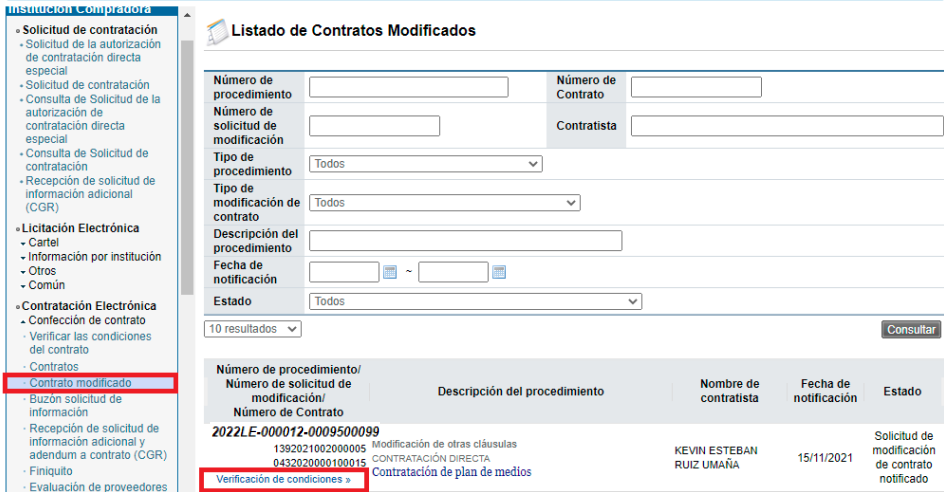 Institución Compradora
Solicitud de contratación
Solicitud de la autorización
de contratación directa
especial
Solicitud de contratación
Consulta de Solicitud de la
autorización de
contratación directa
especial
Consulta de Solicitud de
contratación
Recepción de solicitud de
información adicional
(CGR)
Licitación Electrónica
Cartel
Información por institución
Otros
Común
Contratación Electrónica
Confección de contrato
Verificar las condiciones
del contrato
Contratos
Contrato modificado
Buzón solicitud de
información
Recepción de solicitud de
información adicional y
adendum a contrato (CGR)
Finiquito
Evaluación de proveedores
Listado de Contratos Modificados
Número de
procedimiento
Número de
Contrato
Número de
solicitud de
modificación
Contratista
Tipo de
procedimiento
Todos
Tipo de
modificación de
contrato
Todos
Descripción del
procedimiento
Fecha de
notificación
~
Estado
Todos
10 resultados
Consultar
Número de procedimiento/
Número de solicitud de
modificación/
Número de Contrato
Descripción del procedimiento
Nombre de
contratista
Fecha de
notificación
Estado
2022LE-000012-0009500099
1392021002000005
0432020000100015
Verificación de condiciones »
Modificación de otras cláusulas
CONTRATACIÓN DIRECTA
Contratación de plan de medios
KEVIN ESTEBAN
RUIZ UMAÑA
15/11/2021
Solicitud de
modificación
de contrato
notificado